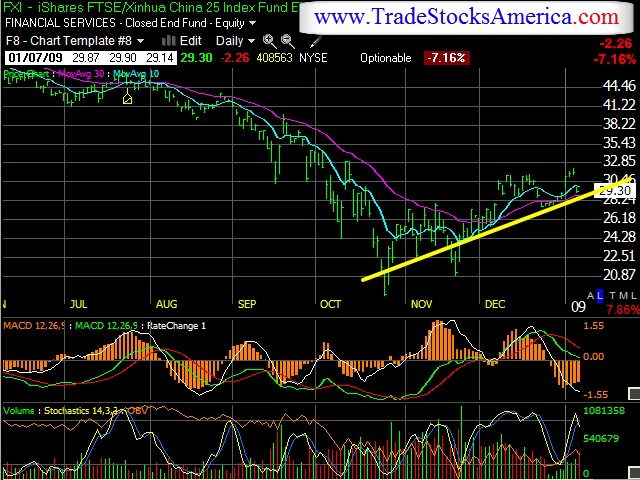 FXI - iShares FTSE/Xinhua China 25 Index Fund
www.TradeStocksAmerica.com
FINANCIAL SERVICES - Closed End Fund - Equity
F8 - Chart Template #8 Edit Daily
-2.26
01/07/09 29.87 29.90 29.14 29.30 -2.26 408563 NYSE Optionable -7.16%
-7.16%
Price Chart : MovAvg 30 : MovAvg 10
44.46
41.22
38.22
35.43
32.85
30.46
29.30
28.24
26.18
24.28
22.51
20.87
N JUL AUG SEP OCT NOV DEC 09
A L T M L
7.86%
MACD 12,26,9 : MACD 12,26,9 : RateChange 1
1.55
0.00
-1.55
Volume : Stochastics 14,3,3 : OBV
1081358
540679